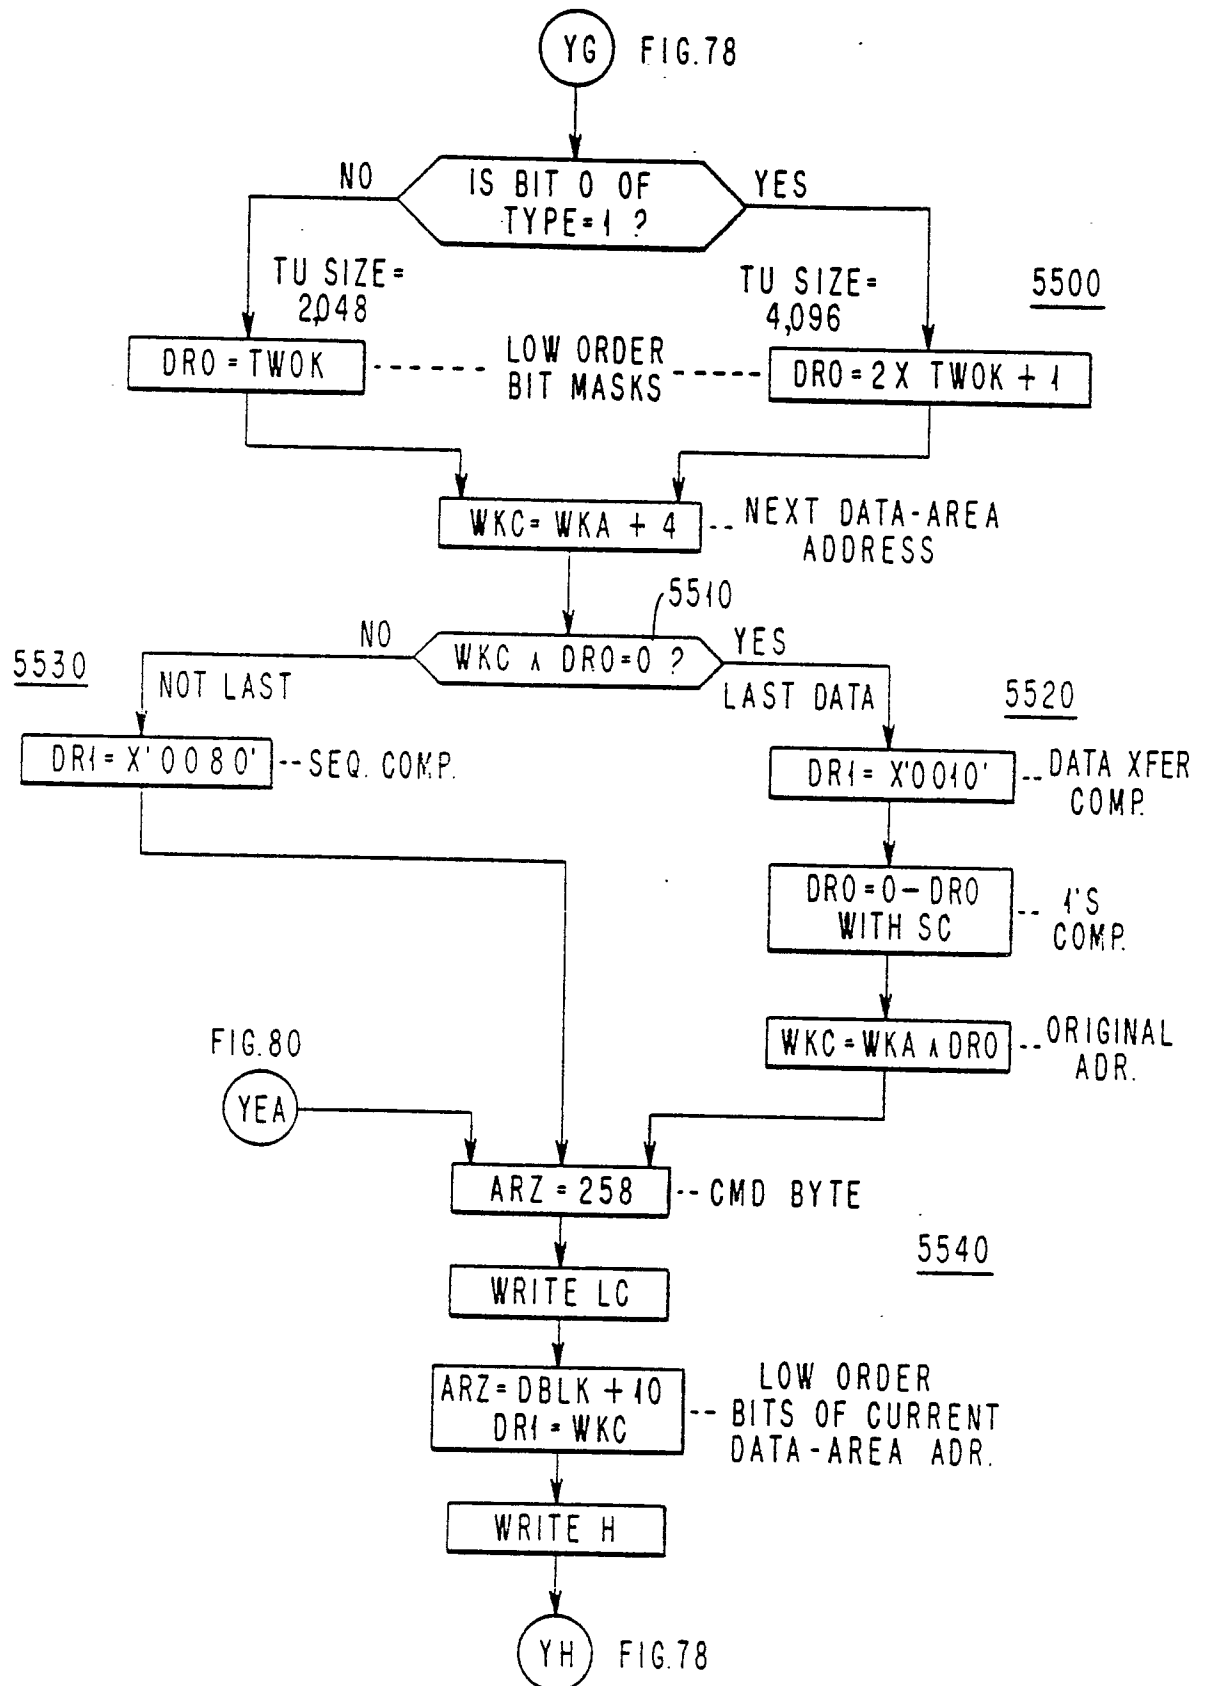 YG FIG.78
IS BIT 0 OF
TYPE=1 ?
NO
YES
TU SIZE=
2,048
TU SIZE=
4,096
5500
DR0=TWOK
LOW ORDER
BIT MASKS
DR0=2X TWOK+1
WKC=WKA + 4
NEXT DATA-AREA
ADDRESS
5510
WKC ∧ DR0=0 ?
NO
YES
5530
NOT LAST
LAST DATA
5520
DR1=X'0080'
SEQ. COMP.
DR1=X'0010'
DATA XFER
COMP.
DR0=0-DR0
WITH SC
1'S
COMP.
WKC=WKA ∧ DR0
ORIGINAL
ADR.
FIG.80
YEA
ARZ=258
CMD BYTE
5540
WRITE LC
ARZ=DBLK+10
DR1=WKC
LOW ORDER
BITS OF CURRENT
DATA-AREA ADR.
WRITE H
YH FIG.78